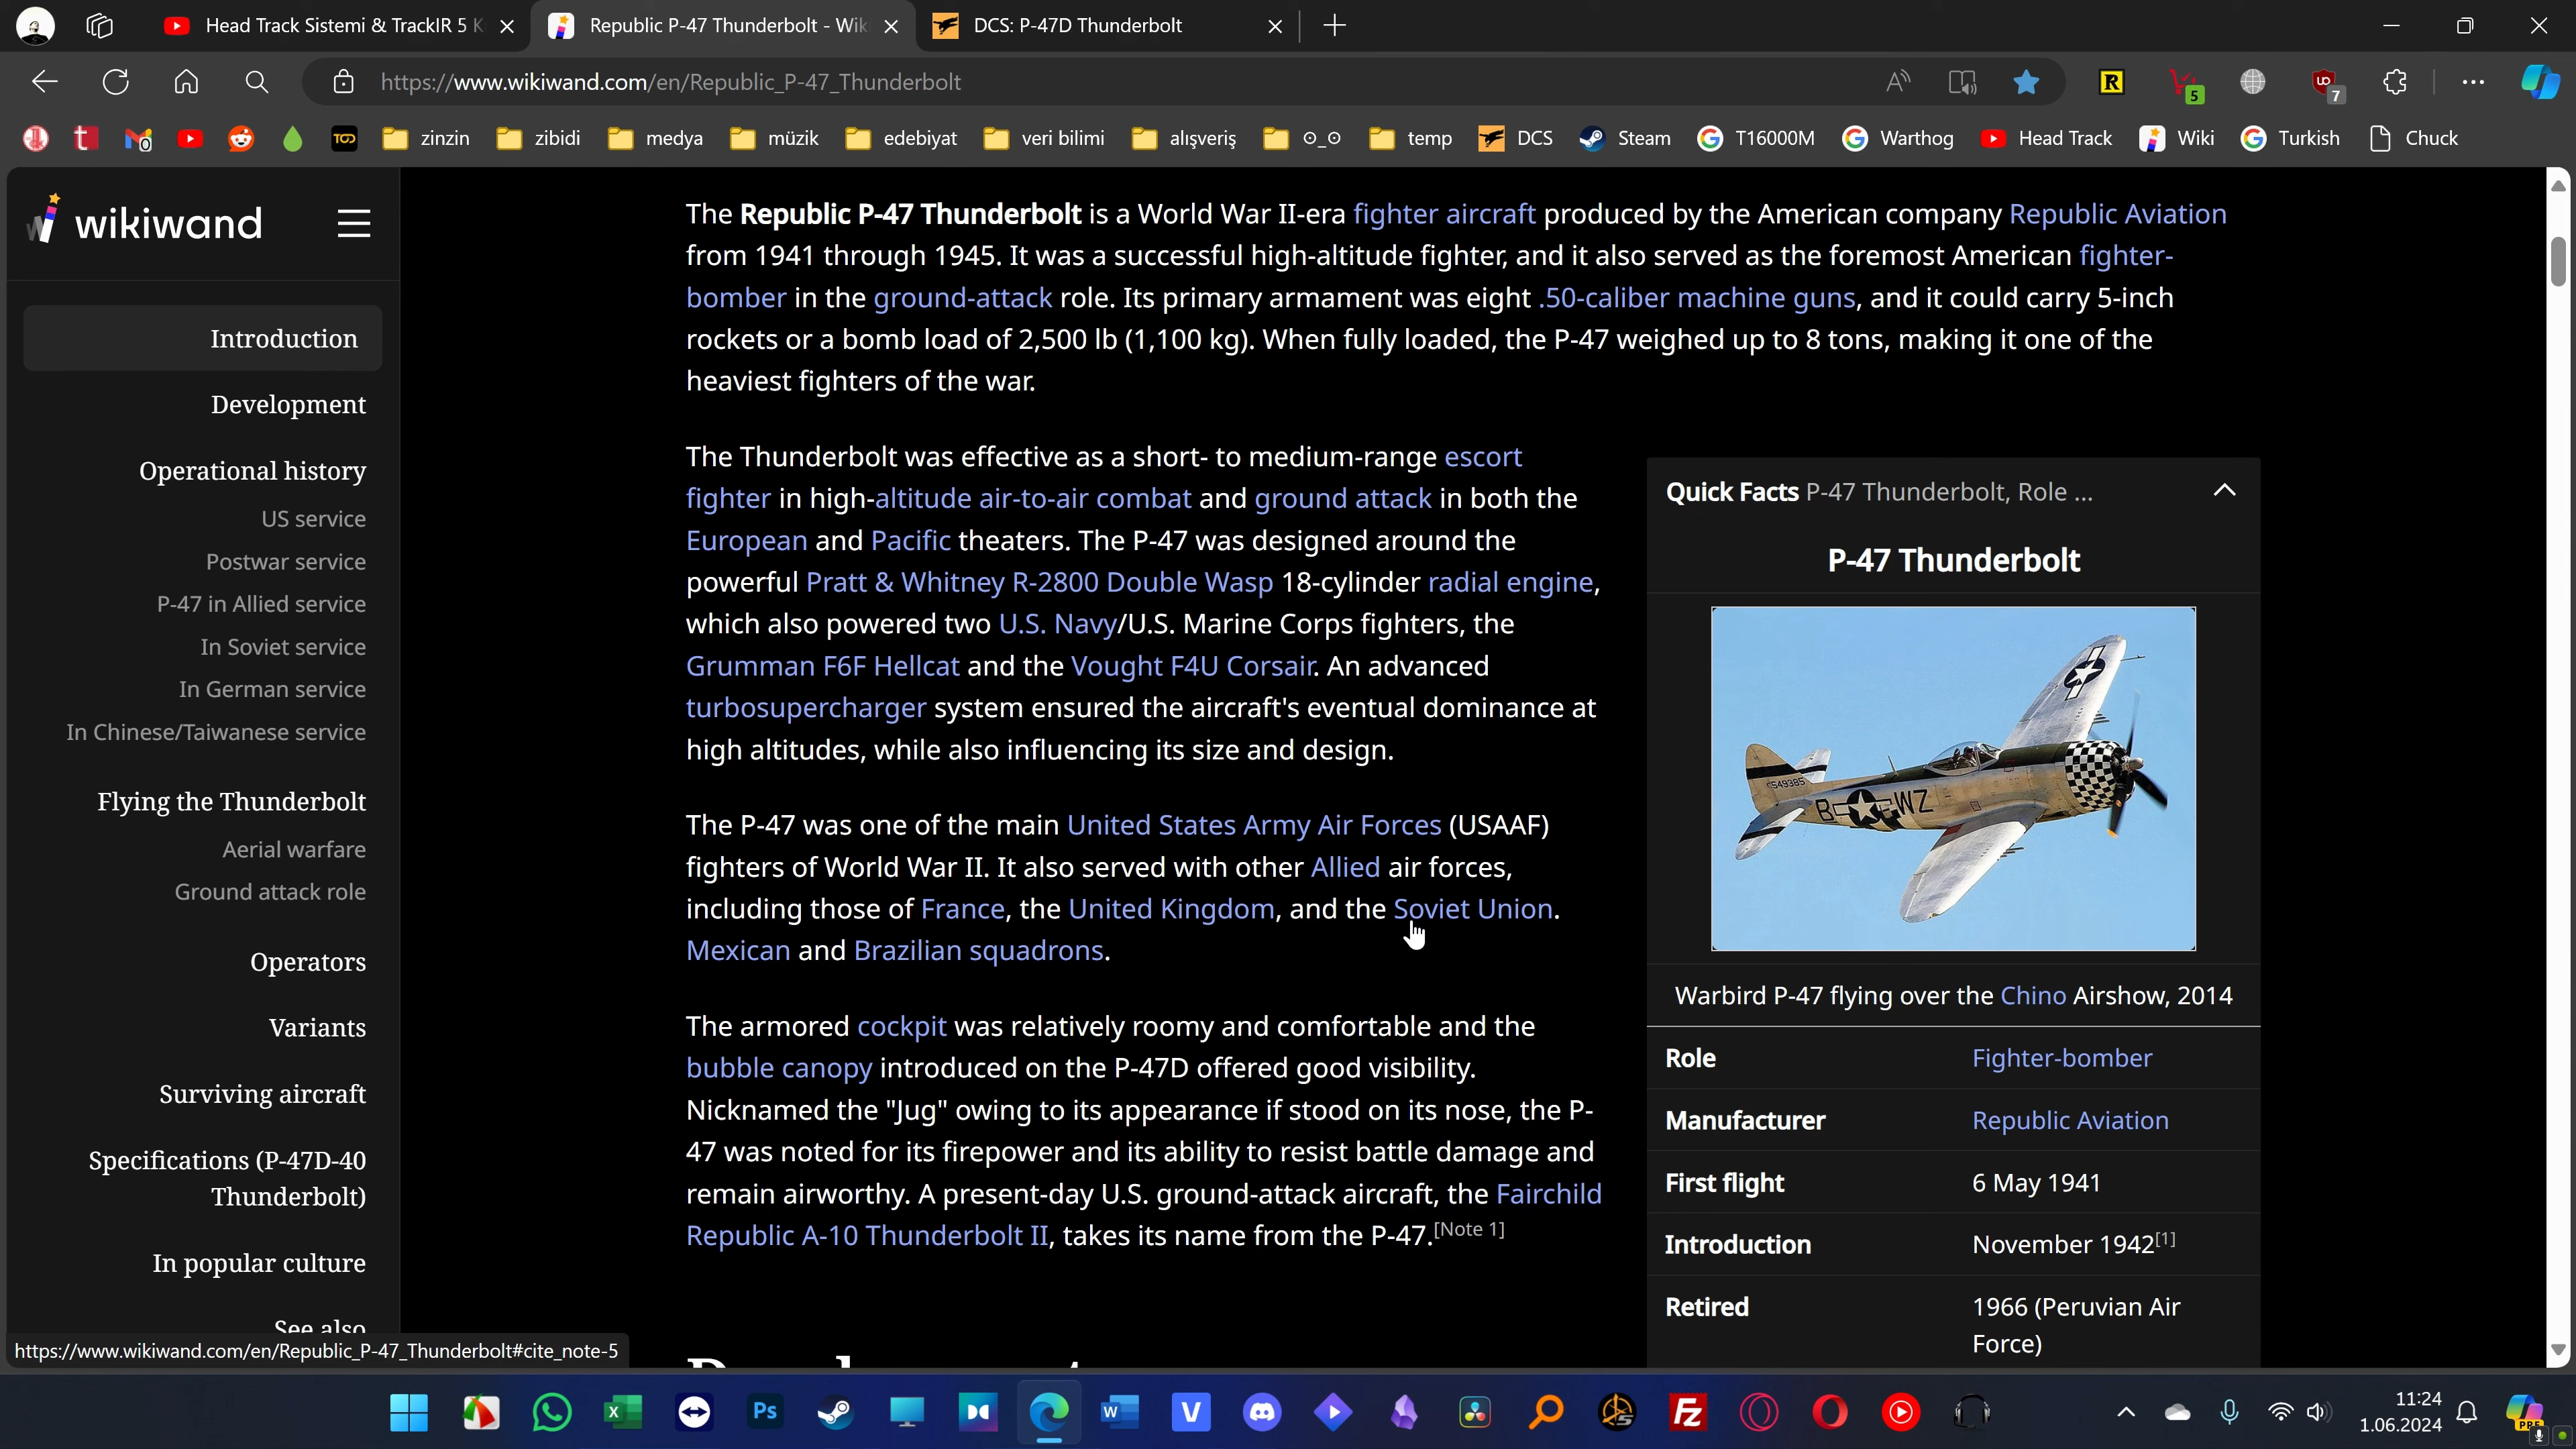 Head Track Sistemi & TrackIR 5 K
Republic P-47 Thunderbolt - Wik
DCS: P-47D Thunderbolt
https://www.wikiwand.com/en/Republic_P-47_Thunderbolt
5
7
0
TGD
zinzin
zibidi
medya
müzik
edebiyat
veri bilimi
alışveriş
ʘ_ʘ
temp
DCS
Steam
T16000M
Warthog
Head Track
Wiki
Turkish
Chuck
wikiwand
Introduction
Development
Operational history
US service
Postwar service
P-47 in Allied service
In Soviet service
In German service
In Chinese/Taiwanese service
Flying the Thunderbolt
Aerial warfare
Ground attack role
Operators
Variants
Surviving aircraft
Specifications (P-47D-40
Thunderbolt)
In popular culture
See also
https://www.wikiwand.com/en/Republic_P-47_Thunderbolt#cite_note-5
The Republic P-47 Thunderbolt is a World War II-era fighter aircraft produced by the American company Republic Aviation
from 1941 through 1945. It was a successful high-altitude fighter, and it also served as the foremost American fighter-
bomber in the ground-attack role. Its primary armament was eight .50-caliber machine guns, and it could carry 5-inch
rockets or a bomb load of 2,500 lb (1,100 kg). When fully loaded, the P-47 weighed up to 8 tons, making it one of the
heaviest fighters of the war.
The Thunderbolt was effective as a short- to medium-range escort
fighter in high-altitude air-to-air combat and ground attack in both the
European and Pacific theaters. The P-47 was designed around the
powerful Pratt & Whitney R-2800 Double Wasp 18-cylinder radial engine,
which also powered two U.S. Navy/U.S. Marine Corps fighters, the
Grumman F6F Hellcat and the Vought F4U Corsair. An advanced
turbosupercharger system ensured the aircraft's eventual dominance at
high altitudes, while also influencing its size and design.
The P-47 was one of the main United States Army Air Forces (USAAF)
fighters of World War II. It also served with other Allied air forces,
including those of France, the United Kingdom, and the Soviet Union.
Mexican and Brazilian squadrons.
The armored cockpit was relatively roomy and comfortable and the
bubble canopy introduced on the P-47D offered good visibility.
Nicknamed the "Jug" owing to its appearance if stood on its nose, the P-
47 was noted for its firepower and its ability to resist battle damage and
remain airworthy. A present-day U.S. ground-attack aircraft, the Fairchild
Republic A-10 Thunderbolt II, takes its name from the P-47.[Note 1]
Quick Facts P-47 Thunderbolt, Role ...
P-47 Thunderbolt
549385
B WZ
Warbird P-47 flying over the Chino Airshow, 2014
Role Fighter-bomber
Manufacturer Republic Aviation
First flight 6 May 1941
Introduction November 1942[1]
Retired 1966 (Peruvian Air
Force)
Ps
11:24
1.06.2024
PRE